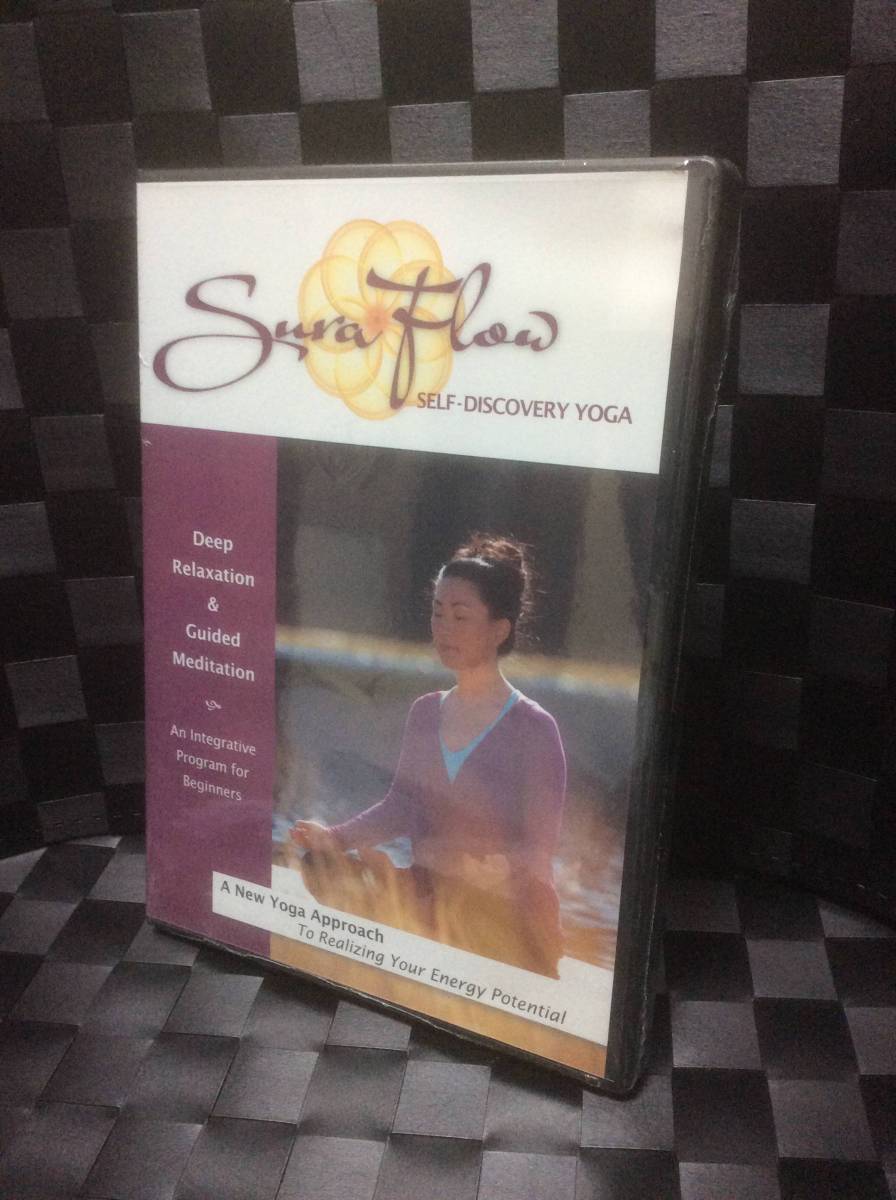 Sura Flow
SELF-DISCOVERY YOGA
Deep
Relaxation
&
Guided
Meditation
An Integrative
Program for
Beginners
A New Yoga Approach
To Realizing Your Energy Potential